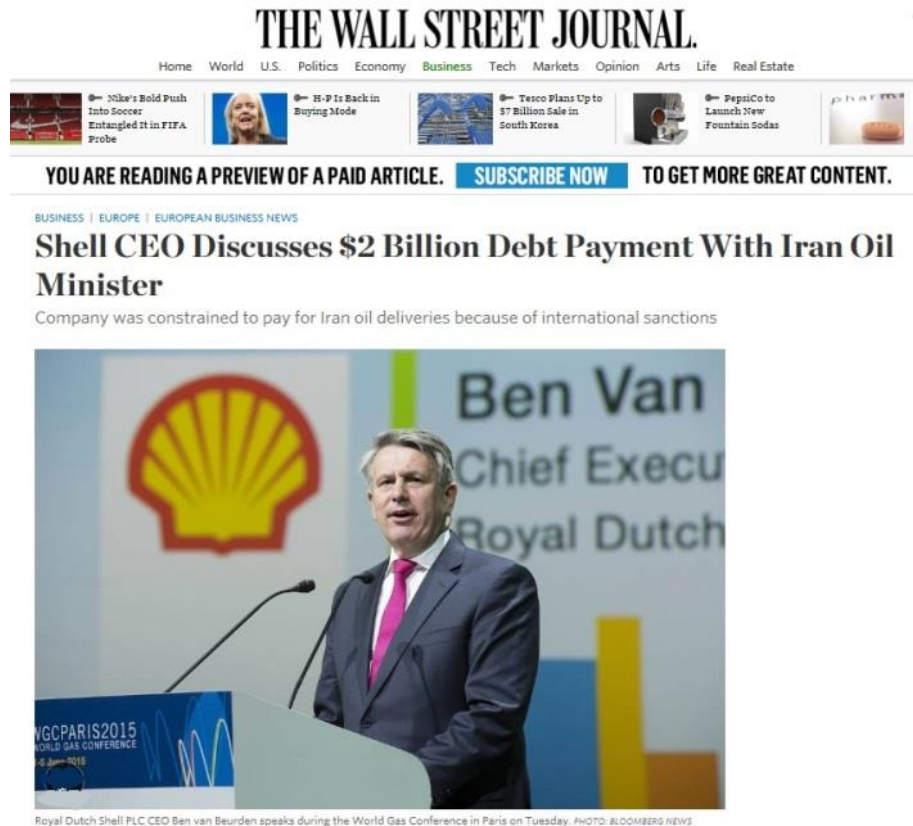 THE WALL STREET JOURNAL.
Home World U.S. Politics Economy Business Tech Markets Opinion Arts Life Real Estate
Nike's Bold Push
Into Soccer
Entangled It in FIFA
Probe
H-P Is Back in
Buying Mode
Tesco Plans Up to
$7 Billion Sale in
South Korea
PepsiCo to
Launch New
Fountain Sodas
pharma
YOU ARE READING A PREVIEW OF A PAID ARTICLE. SUBSCRIBE NOW TO GET MORE GREAT CONTENT.
BUSINESS | EUROPE | EUROPEAN BUSINESS NEWS
Shell CEO Discusses $2 Billion Debt Payment With Iran Oil
Minister
Company was constrained to pay for Iran oil deliveries because of international sanctions
Ben Van
Chief Execu
Royal Dutch
WGCPARIS2015
WORLD GAS CONFERENCE
1-5 June 2015
Royal Dutch Shell PLC CEO Ben van Beurden speaks during the World Gas Conference in Paris on Tuesday. PHOTO: BLOOMBERG NEWS